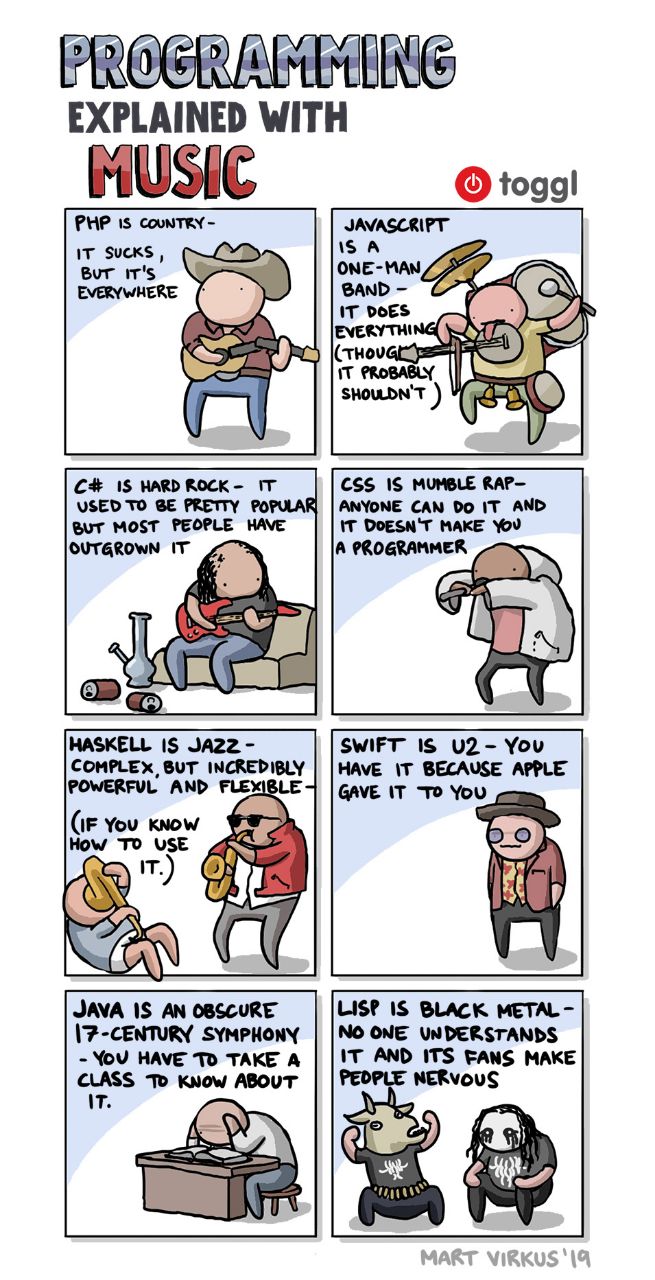 PROGRAMMING
EXPLAINED WITH
MUSIC
toggl
PHP IS COUNTRY-
IT SUCKS,
BUT IT'S
EVERYWHERE
JAVASCRIPT
IS A
ONE-MAN
BAND -
IT DOES
EVERYTHING
(THOUGH
IT PROBABLY
SHOULDN'T)
C# IS HARD ROCK - IT
USED TO BE PRETTY POPULAR
BUT MOST PEOPLE HAVE
OUTGROWN IT
CSS IS MUMBLE RAP-
ANYONE CAN DO IT AND
IT DOESN'T MAKE YOU
A PROGRAMMER
HASKELL IS JAZZ -
COMPLEX, BUT INCREDIBLY
POWERFUL AND FLEXIBLE-
(IF YOU KNOW
HOW TO USE
IT.)
SWIFT IS U2 - YOU
HAVE IT BECAUSE APPLE
GAVE IT TO YOU
JAVA IS AN OBSCURE
17-CENTURY SYMPHONY
- YOU HAVE TO TAKE A
CLASS TO KNOW ABOUT
IT.
LISP IS BLACK METAL -
NO ONE UNDERSTANDS
IT AND ITS FANS MAKE
PEOPLE NERVOUS
MART VIRKUS '19